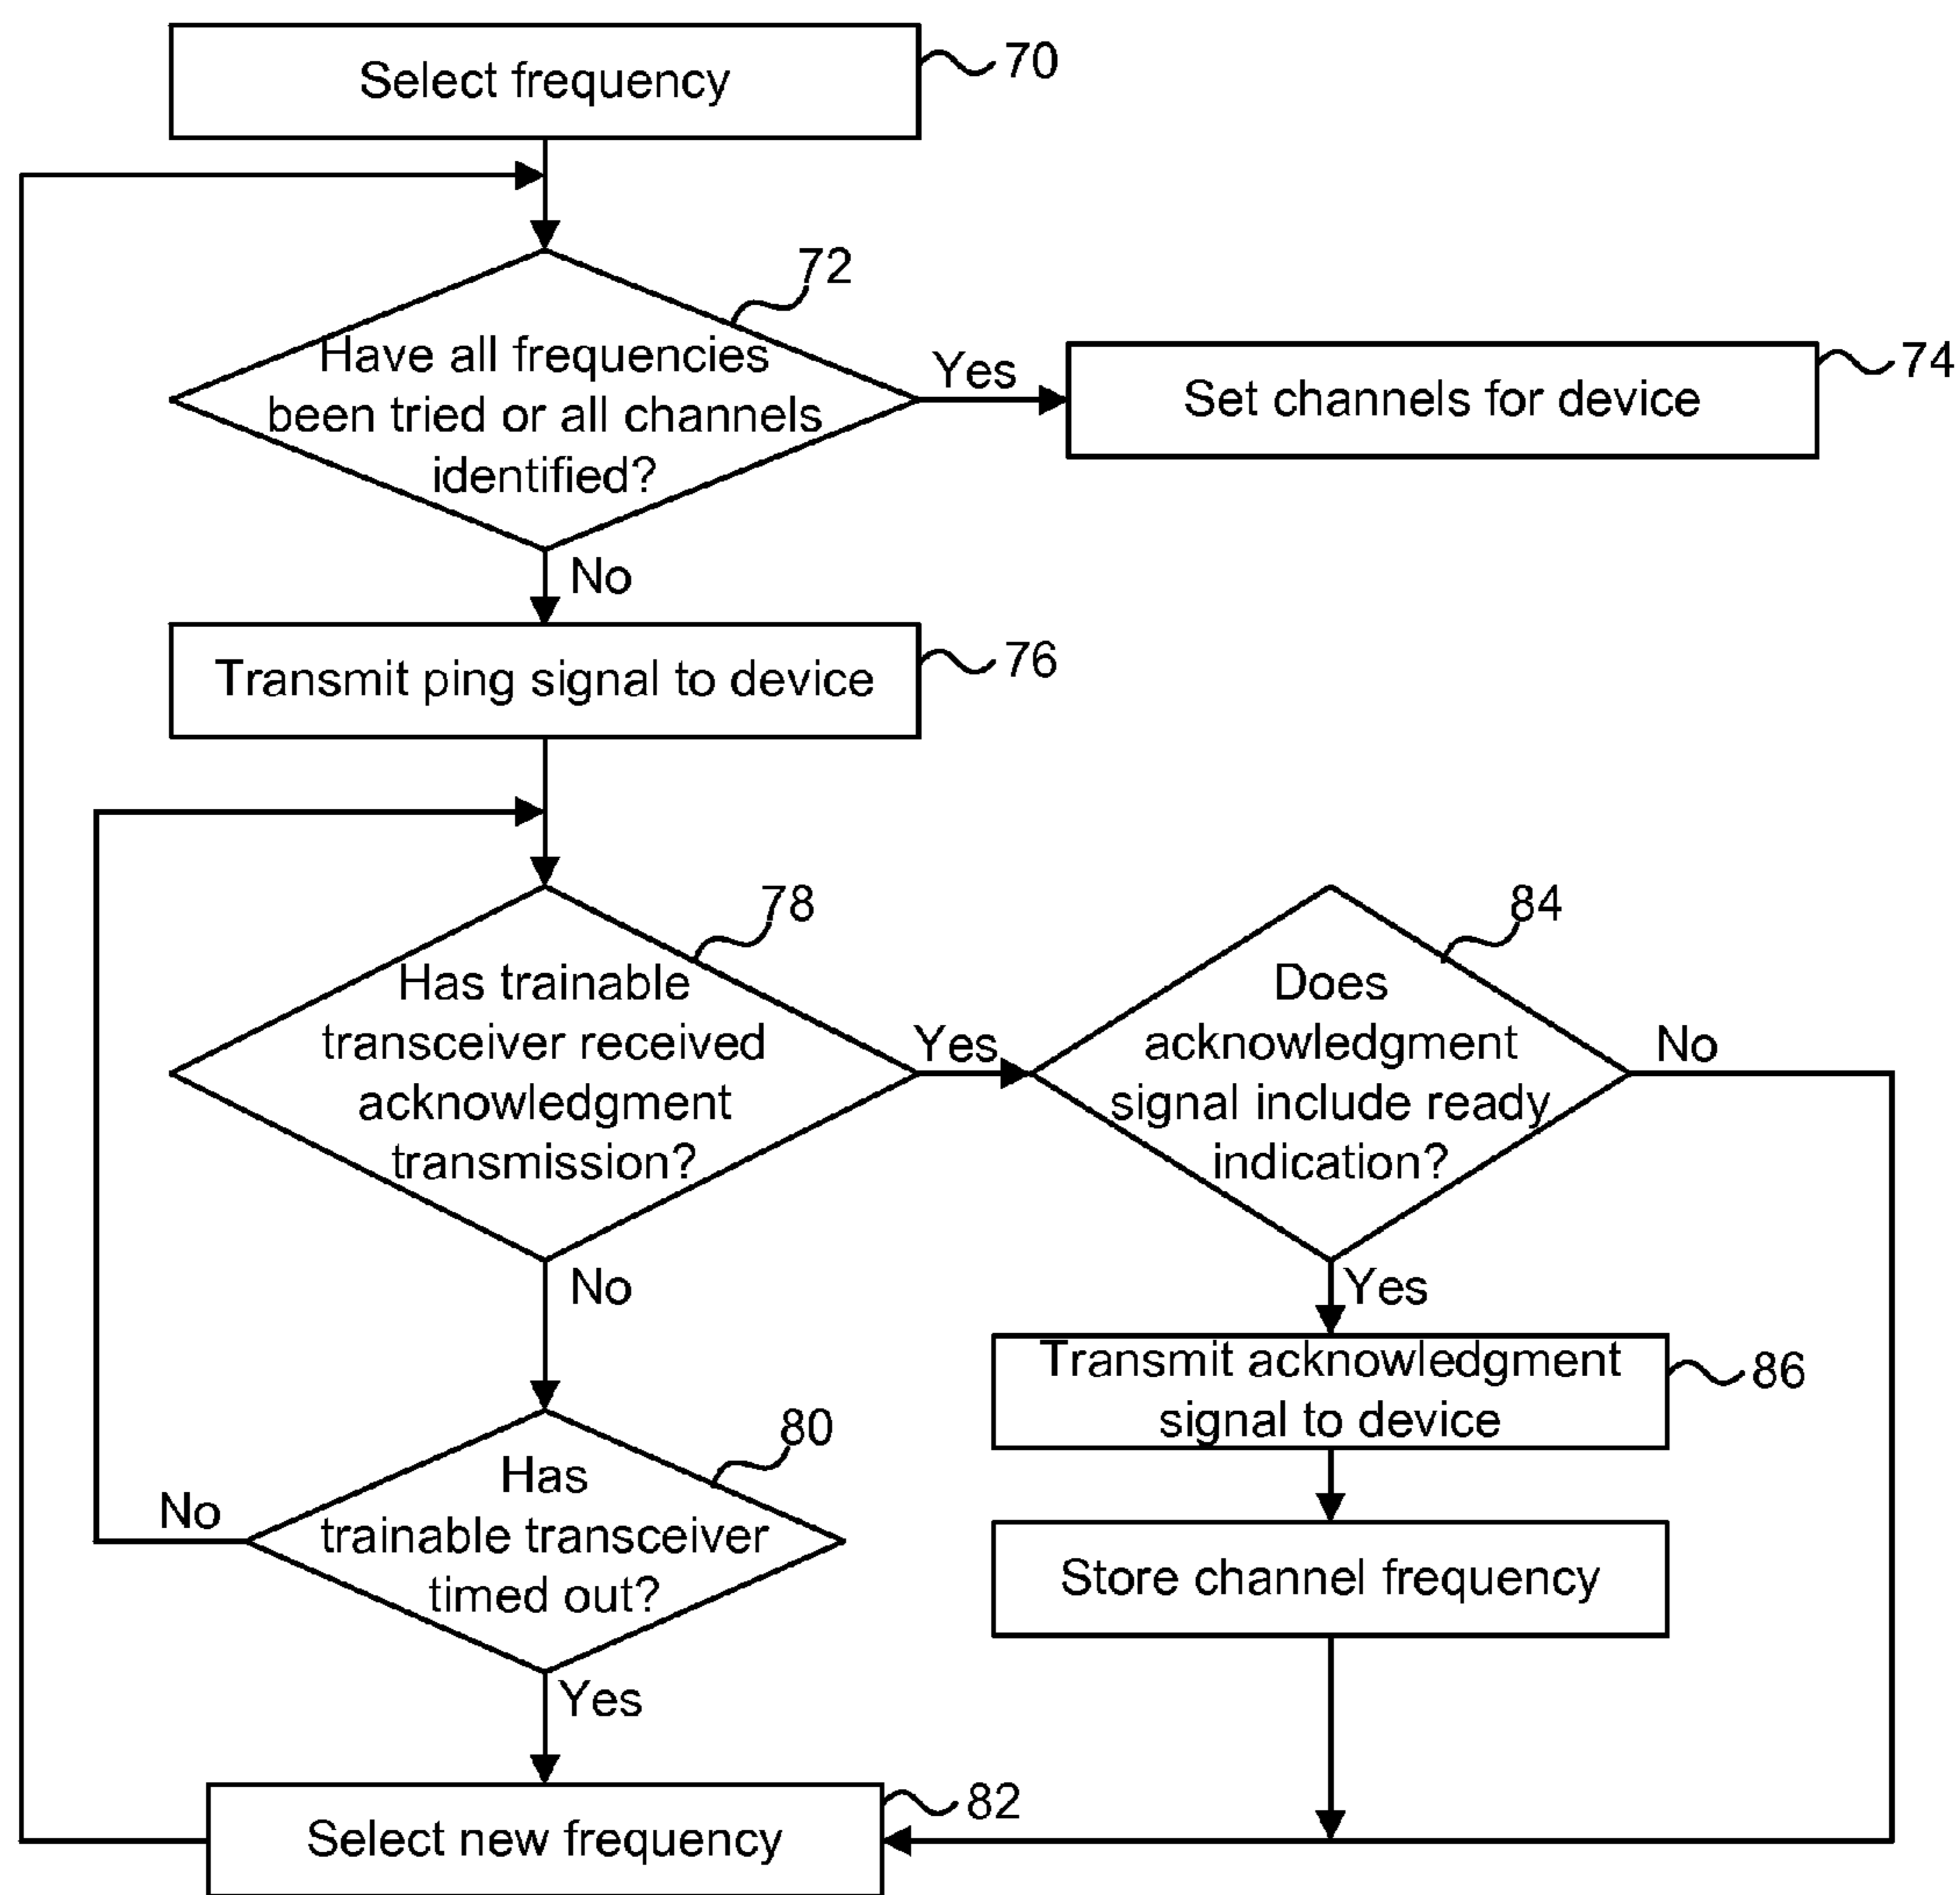 Select frequency
70
72
Have all frequencies
been tried or all channels
identified?
Yes
Set channels for device
74
No
Transmit ping signal to device
76
78
Has trainable
transceiver received
acknowledgment
transmission?
Yes
84
Does
acknowledgment
signal include ready
indication?
No
No
Yes
Transmit acknowledgment
signal to device
86
80
Has
trainable transceiver
timed out?
No
Store channel frequency
Yes
82
Select new frequency